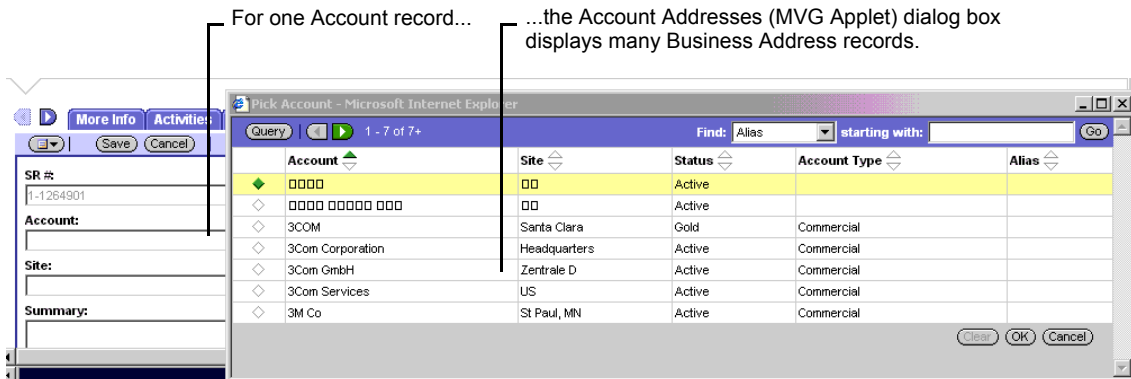 For one Account record...
...the Account Addresses (MVG Applet) dialog box
displays many Business Address records.
Pick Account - Microsoft Internet Explorer
More Info Activities
Query 1 - 7 of 7+ Find: Alias starting with: Go
Save Cancel
Account Site Status Account Type Alias
SR #:
□□□□ □□ Active
1-1264901
□□□□ □□□□□ □□□ □□ Active
Account:
3COM Santa Clara Gold Commercial
3Com Corporation Headquarters Active Commercial
Site:
3Com GmbH Zentrale D Active Commercial
3Com Services US Active Commercial
Summary:
3M Co St Paul, MN Active Commercial
Clear OK Cancel